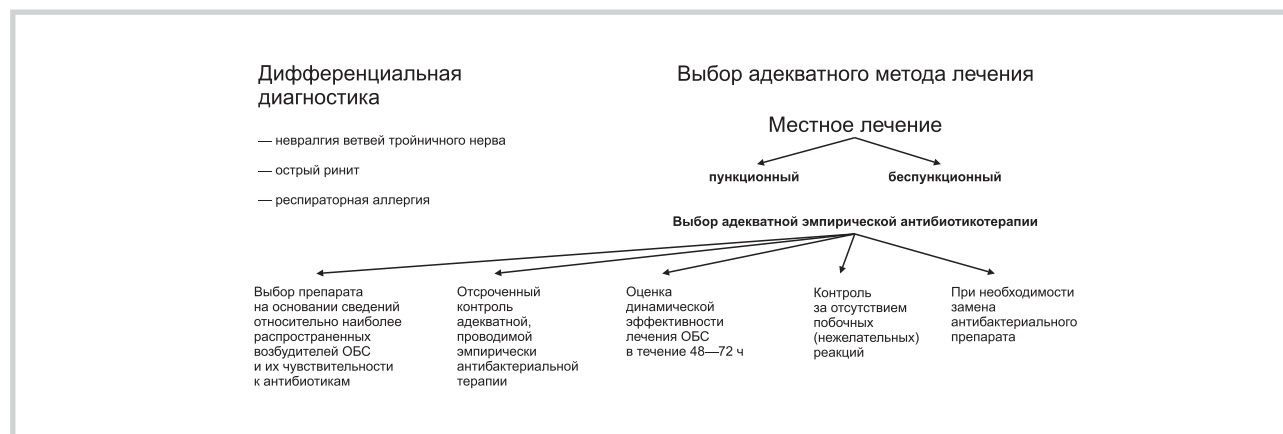 Дифференциальная
диагностика
— невралгия ветвей тройничного нерва
— острый ринит
— респираторная аллергия
Выбор адекватного метода лечения
Местное лечение
пункционный
беспункционный
Выбор адекватной эмпирической антибиотикотерапии
Выбор препарата
на основании сведений
относительно наиболее
распространенных
возбудителей ОБС
и их чувствительности
к антибиотикам
Отсроченный
контроль
адекватной,
проводимой
эмпирически
антибактериальной
терапии
Оценка
динамической
эффективности
лечения ОБС
в течение 48—72 ч
Контроль
за отсутствием
побочных
(нежелательных)
реакций
При необходимости
замена
антибактериального
препарата